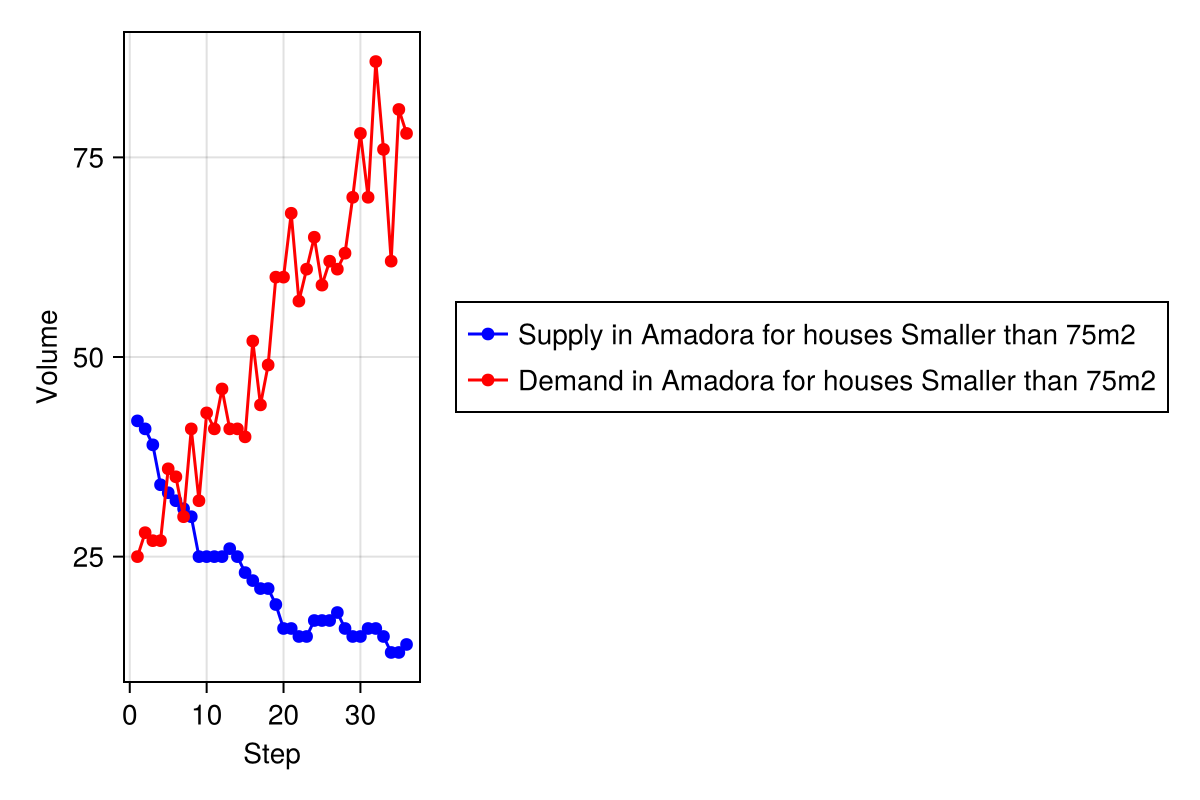 75
50
25
Volume
0 10 20 30
Step
Supply in Amadora for houses Smaller than 75m2
Demand in Amadora for houses Smaller than 75m2